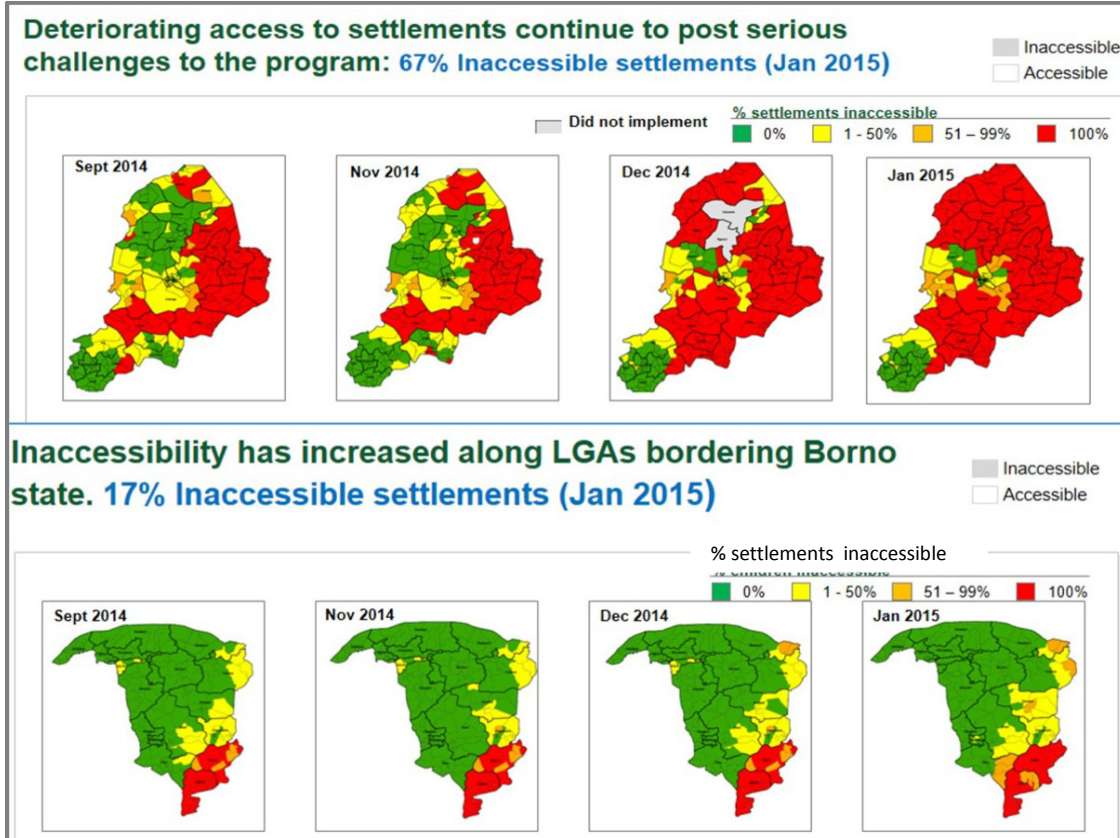 Deteriorating access to settlements continue to post serious
challenges to the program: 67% Inaccessible settlements (Jan 2015)
Inaccessible
Accessible
Did not implement
% settlements inaccessible
0%
1 - 50%
51 – 99%
100%
Sept 2014
Nov 2014
Dec 2014
Jan 2015
Inaccessibility has increased along LGAs bordering Borno
state. 17% Inaccessible settlements (Jan 2015)
Inaccessible
Accessible
% settlements inaccessible
0%
1 - 50%
51 – 99%
100%
Sept 2014
Nov 2014
Dec 2014
Jan 2015